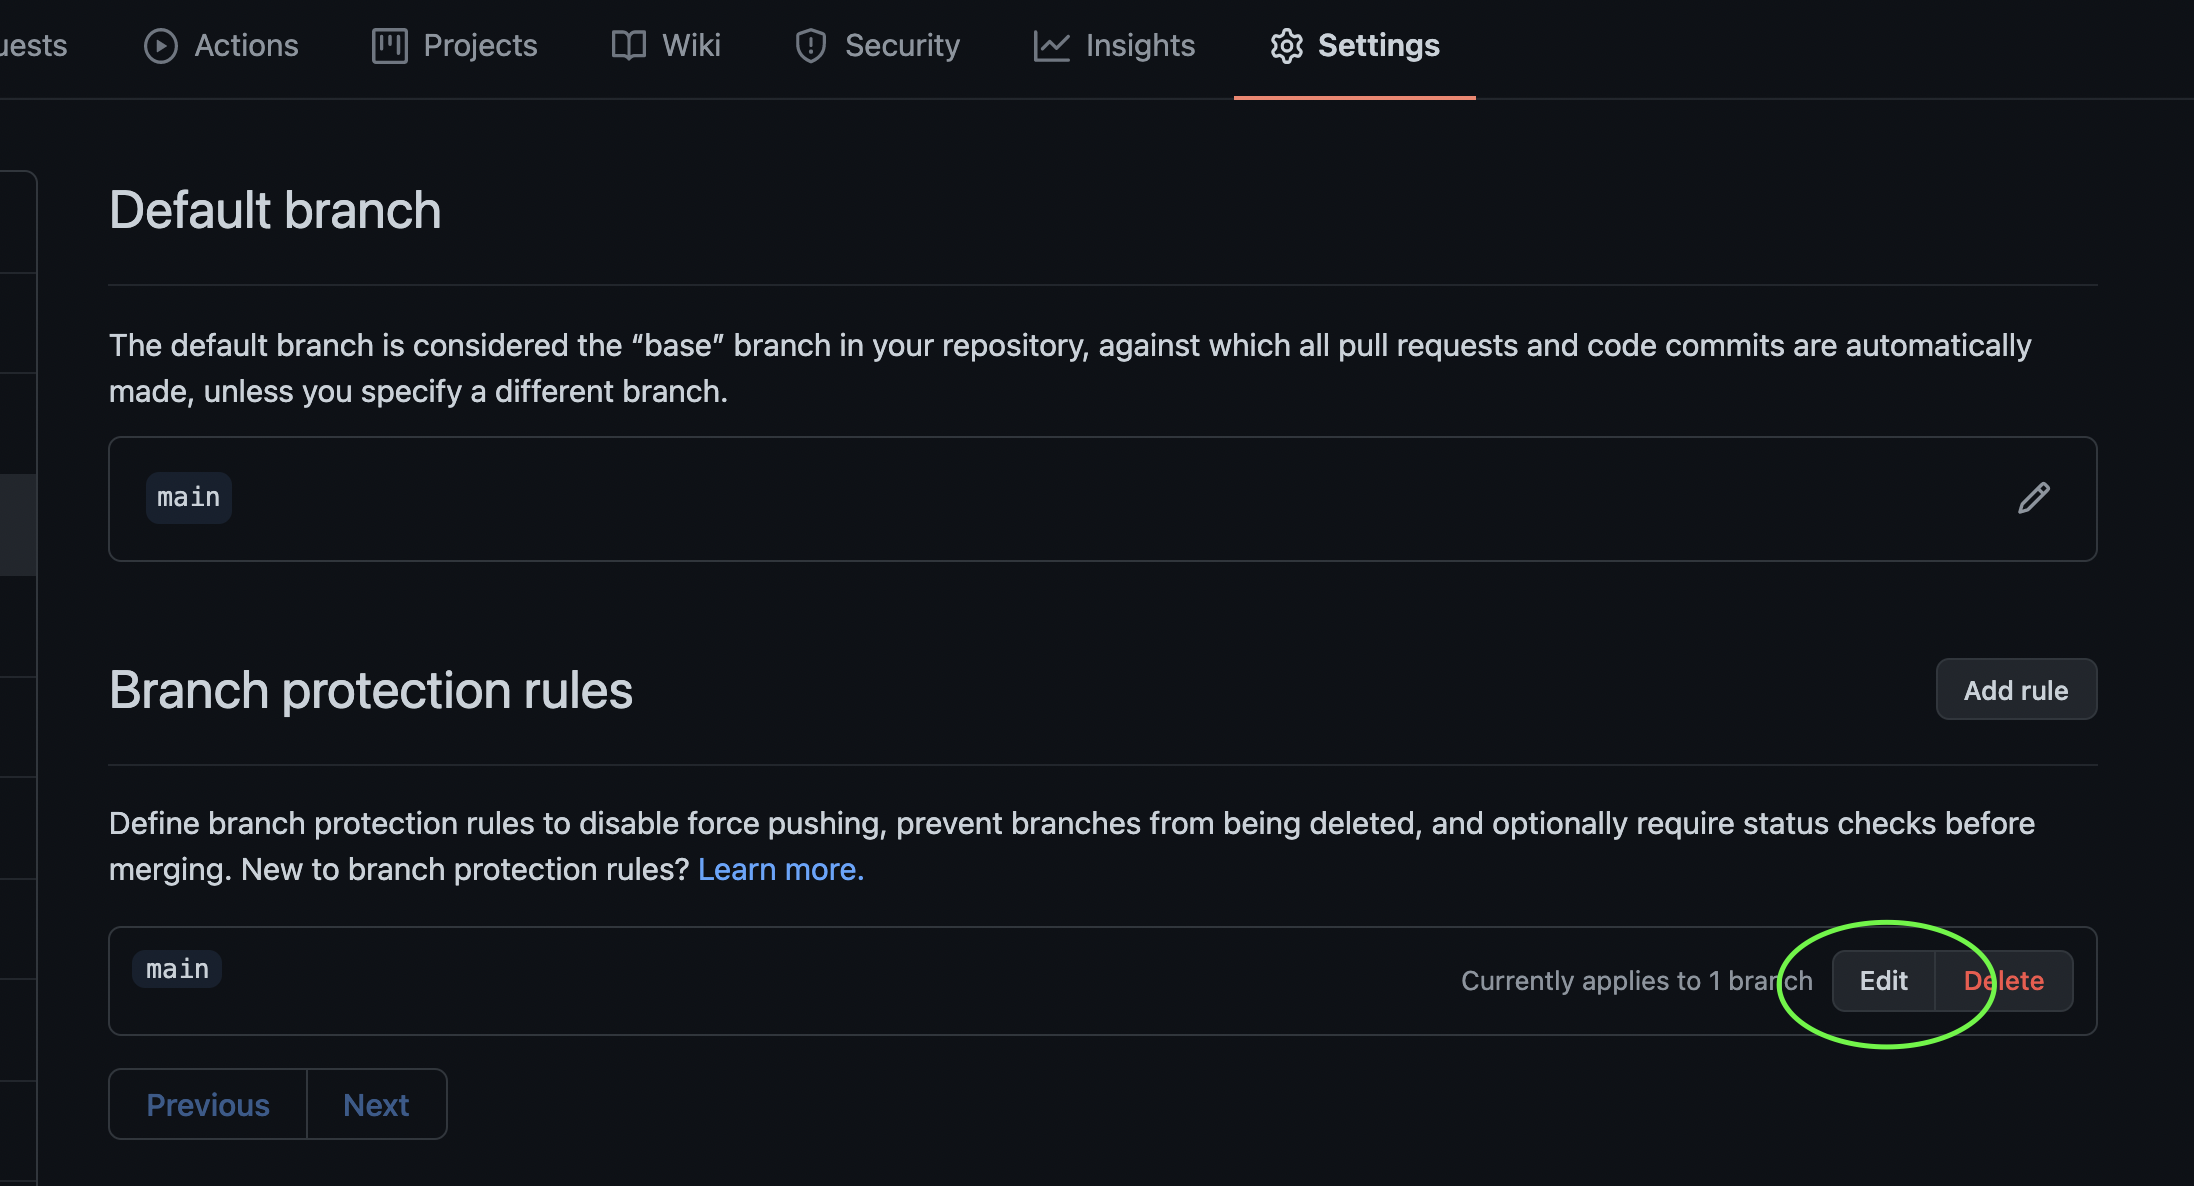 uests Actions Projects Wiki Security Insights Settings
Default branch
The default branch is considered the “base” branch in your repository, against which all pull requests and code commits are automatically
made, unless you specify a different branch.
main
Branch protection rules
Add rule
Define branch protection rules to disable force pushing, prevent branches from being deleted, and optionally require status checks before
merging. New to branch protection rules? Learn more.
main
Currently applies to 1 branch Edit Delete
Previous Next